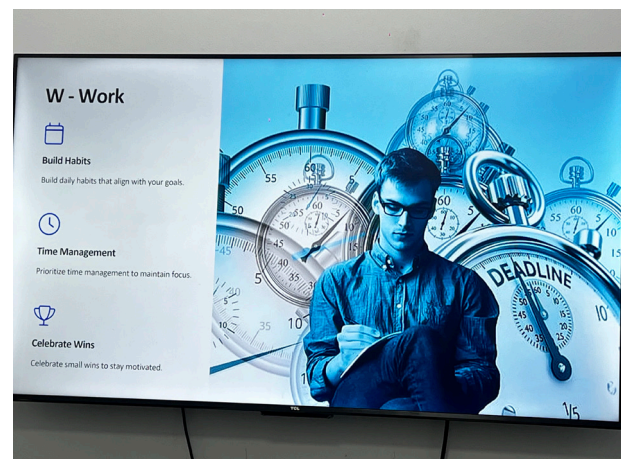 W - Work
Build Habits
Build daily habits that align with your goals.
Time Management
Prioritize time management to maintain focus.
Celebrate Wins
Celebrate small wins to stay motivated.
DEADLINE
TCL